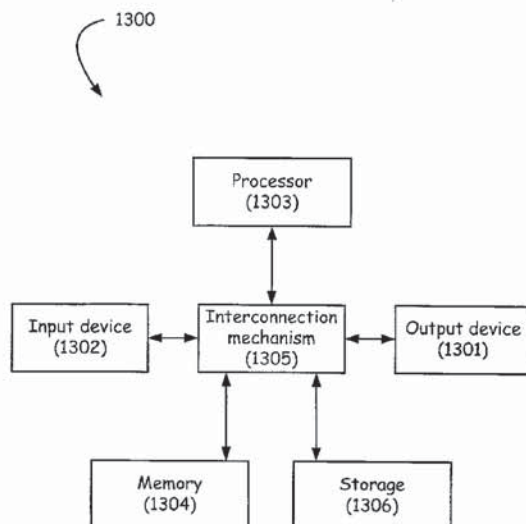 1300
Processor
(1303)
Input device
(1302)
Interconnection
mechanism
(1305)
Output device
(1301)
Memory
(1304)
Storage
(1306)